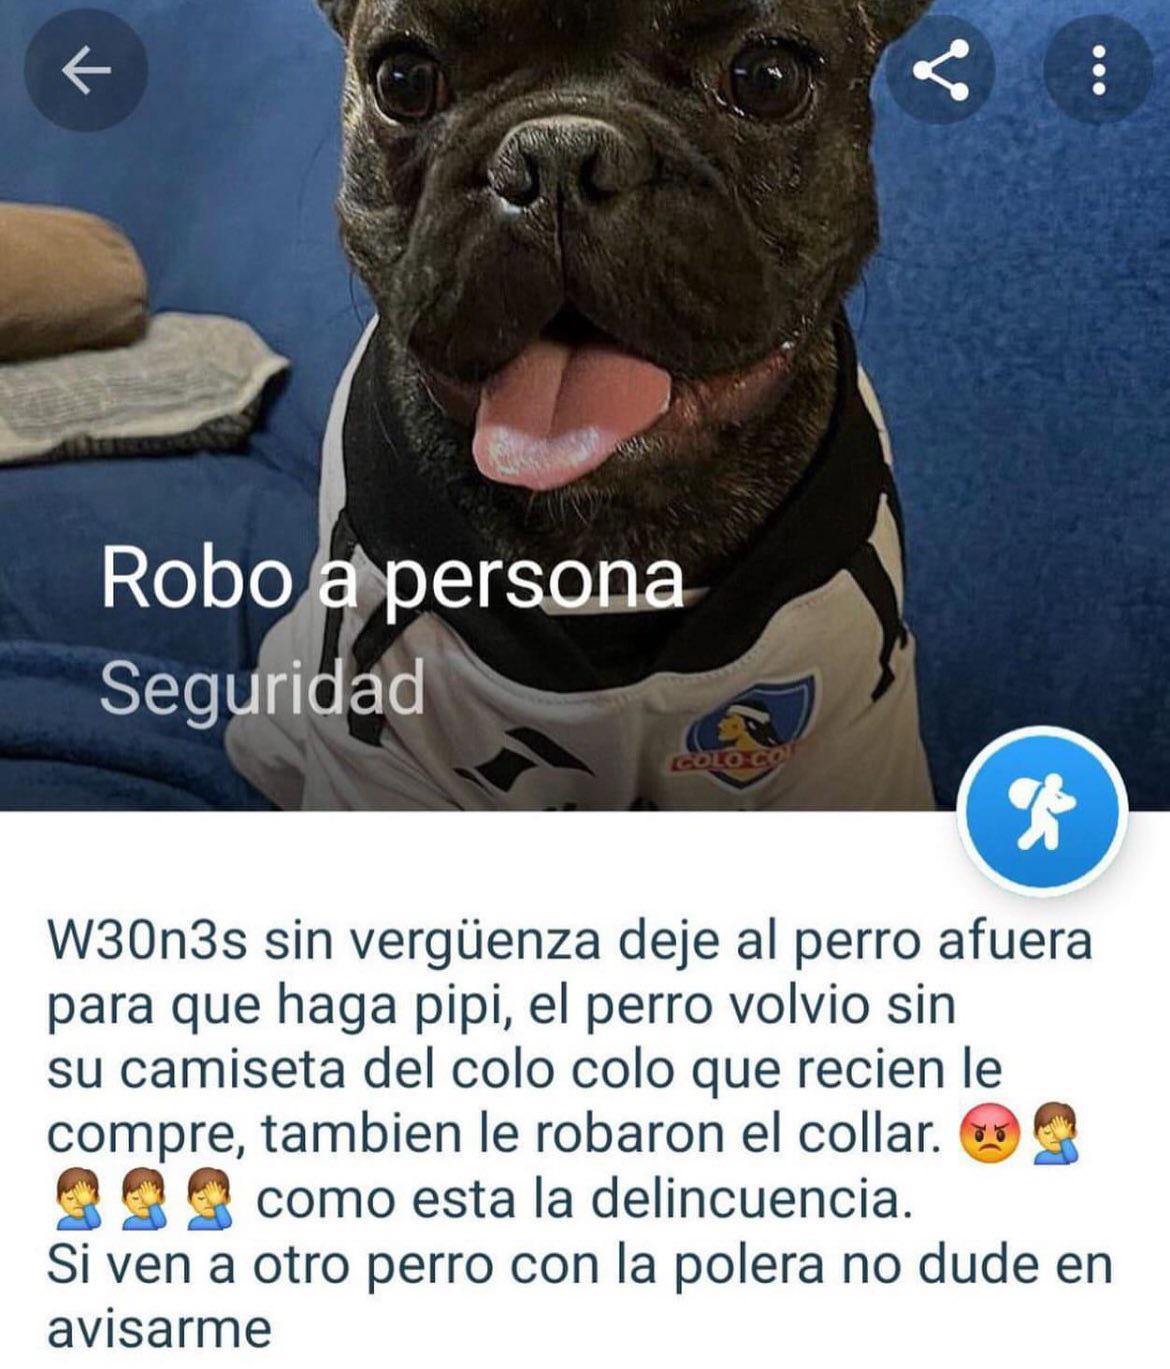 Robo a persona
Seguridad
COLO-CO
W30n3s sin vergüenza deje al perro afuera
para que haga pipi, el perro volvio sin
su camiseta del colo colo que recien le
compre, tambien le robaron el collar. 😡🤦‍♂️
🤦‍♂️🤦‍♂️🤦‍♂️ como esta la delincuencia.
Si ven a otro perro con la polera no dude en
avisarme